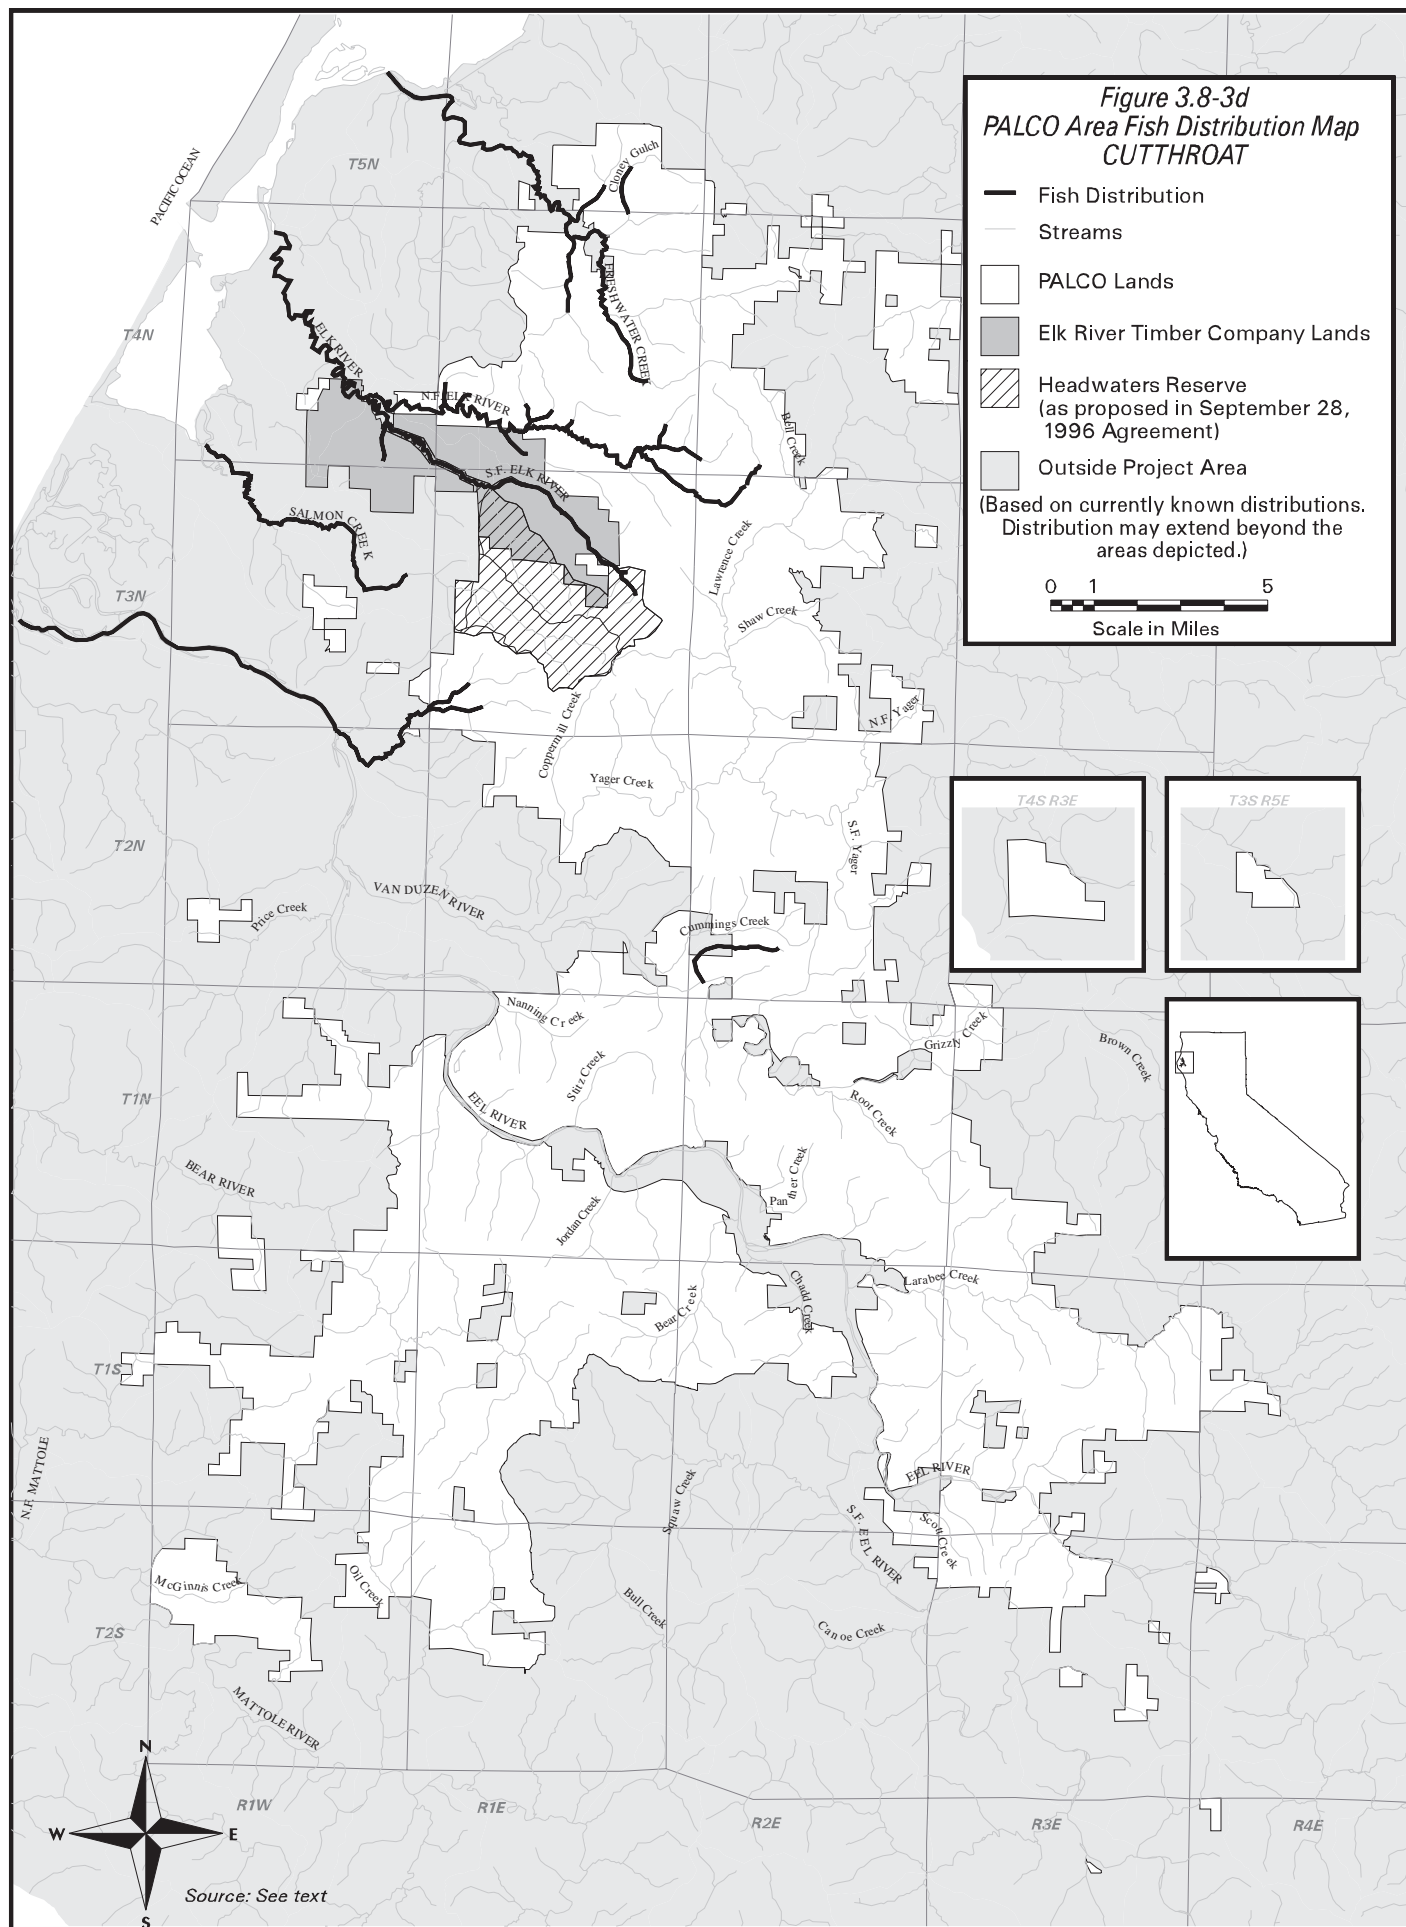 Figure 3.8-3d
PALCO Area Fish Distribution Map
CUTTHROAT
Fish Distribution
Streams
PALCO Lands
Elk River Timber Company Lands
Headwaters Reserve
(as proposed in September 28,
1996 Agreement)
Outside Project Area
(Based on currently known distributions.
Distribution may extend beyond the
areas depicted.)
0 1 5
Scale in Miles
PACIFIC OCEAN
T5N
Cloney Gulch
FRESHWATER CREEK
T4N
ELK RIVER
N.F. ELK RIVER
Bell Creek
S.F. ELK RIVER
SALMON CREEK
Lawrence Creek
T3N
Shaw Creek
N.F. Yager
Coppermill Creek
Yager Creek
T4S R3E
T3S R5E
S.F. Yager
T2N
VAN DUZEN RIVER
Price Creek
Cummings Creek
Nanning Creek
Grizzly Creek
Brown Creek
Stitz Creek
T1N
EEL RIVER
Root Creek
BEAR RIVER
Panther Creek
Jordan Creek
Larabee Creek
Chadd Creek
Bear Creek
T1S
N.F. MATTOLE
EEL RIVER
Squaw Creek
S.F. EEL RIVER
Scott Creek
McGinnis Creek
Oil Creek
Bull Creek
Canoe Creek
T2S
MATTOLE RIVER
N
W
E
S
R1W
R1E
R2E
R3E
R4E
Source: See text